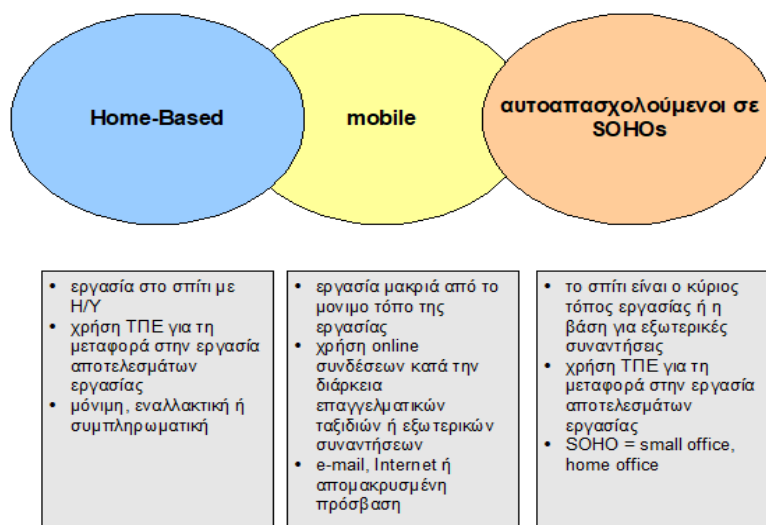 Home-Based
mobile
αυτοαπασχολούμενοι σε
SOHOs
• εργασία στο σπίτι με
Η/Υ
• χρήση ΤΠΕ για τη
μεταφορά στην εργασία
αποτελεσμάτων
εργασίας
• μόνιμη, εναλλακτική ή
συμπληρωματική
• εργασία μακριά από το
μονιμο τόπο της
εργασίας
• χρήση online
συνδέσεων κατά την
διάρκεια
επαγγελματικών
ταξιδιών ή εξωτερικών
συναντήσεων
• e-mail, Internet ή
απομακρυσμένη
πρόσβαση
• το σπίτι είναι ο κύριος
τόπος εργασίας ή η
βάση για εξωτερικές
συναντήσεις
• χρήση ΤΠΕ για τη
μεταφορά στην εργασία
αποτελεσμάτων
εργασίας
• SOHO = small office,
home office